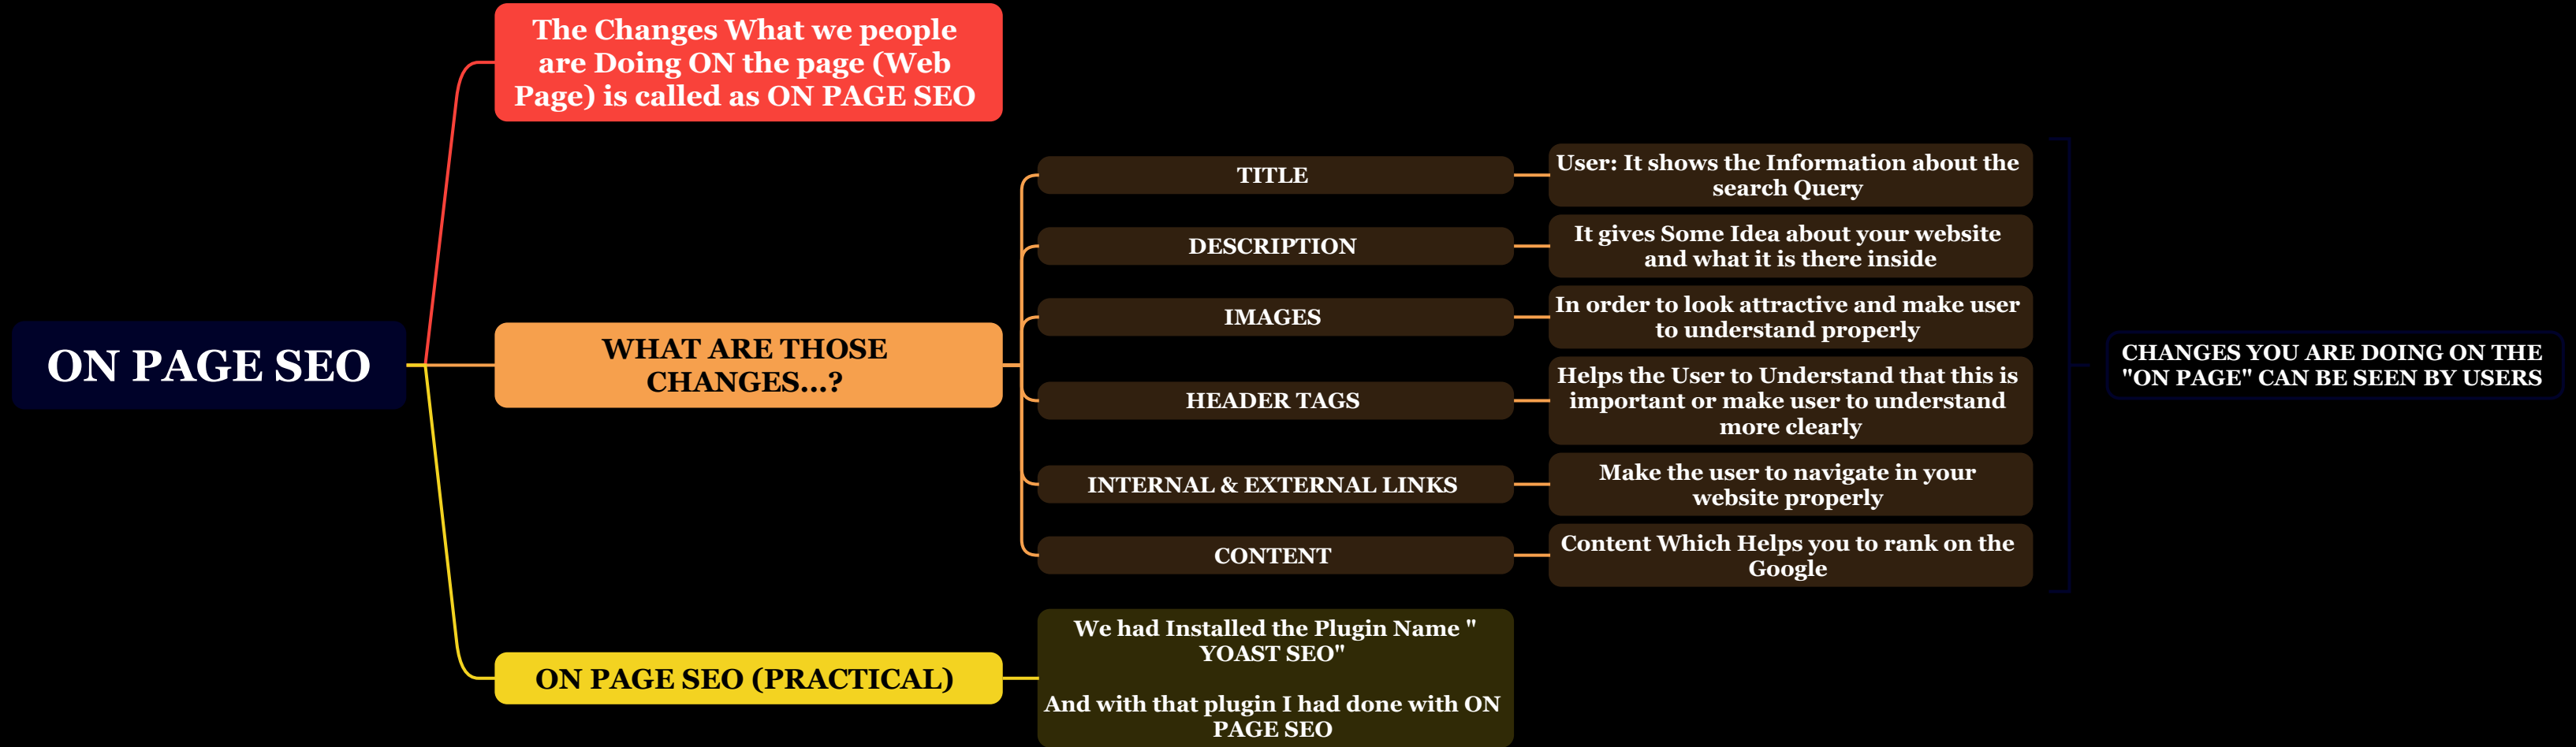 The Changes What we people
are Doing ON the page (Web
Page) is called as ON PAGE SEO
ON PAGE SEO
WHAT ARE THOSE
CHANGES...?
TITLE
User: It shows the Information about the
search Query
DESCRIPTION
It gives Some Idea about your website
and what it is there inside
IMAGES
In order to look attractive and make user
to understand properly
HEADER TAGS
Helps the User to Understand that this is
important or make user to understand
more clearly
INTERNAL & EXTERNAL LINKS
Make the user to navigate in your
website properly
CONTENT
Content Which Helps you to rank on the
Google
CHANGES YOU ARE DOING ON THE
"ON PAGE" CAN BE SEEN BY USERS
ON PAGE SEO (PRACTICAL)
We had Installed the Plugin Name "
YOAST SEO"
And with that plugin I had done with ON
PAGE SEO